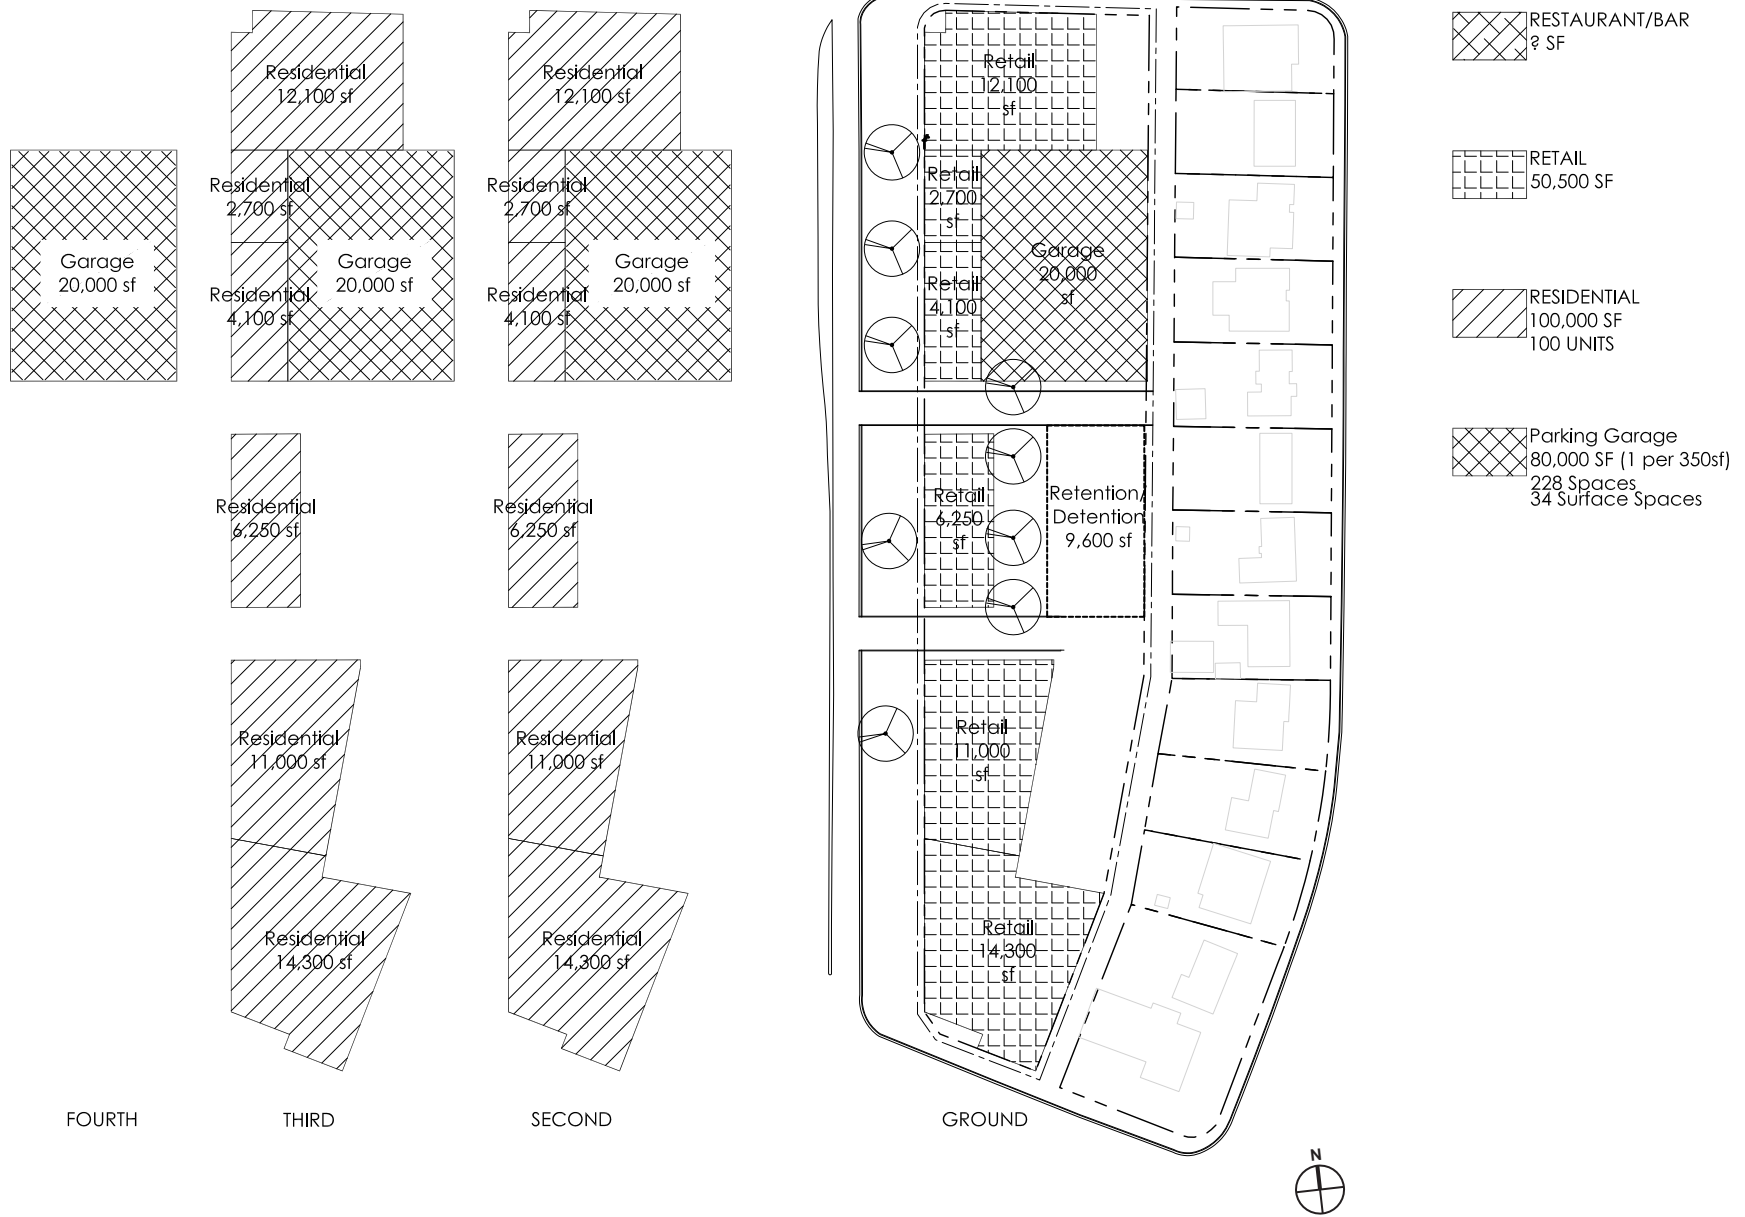 Residential
12,100 sf
Residential
2,700 sf
Residential
4,100 sf
Garage
20,000 sf
Garage
20,000 sf
Residential
6,250 sf
Residential
11,000 sf
Residential
14,300 sf
Residential
12,100 sf
Residential
2,700 sf
Residential
4,100 sf
Garage
20,000 sf
Residential
6,250 sf
Residential
11,000 sf
Residential
14,300 sf
Retail
12,100
sf
Retail
2,700
sf
Retail
4,100
sf
Garage
20,000
sf
Retail
6,250
sf
Retention/
Detention
9,600 sf
Retail
11,000
sf
Retail
14,300
sf
FOURTH
THIRD
SECOND
GROUND
N
RESTAURANT/BAR
? SF
RETAIL
50,500 SF
RESIDENTIAL
100,000 SF
100 UNITS
Parking Garage
80,000 SF (1 per 350sf)
228 Spaces
34 Surface Spaces